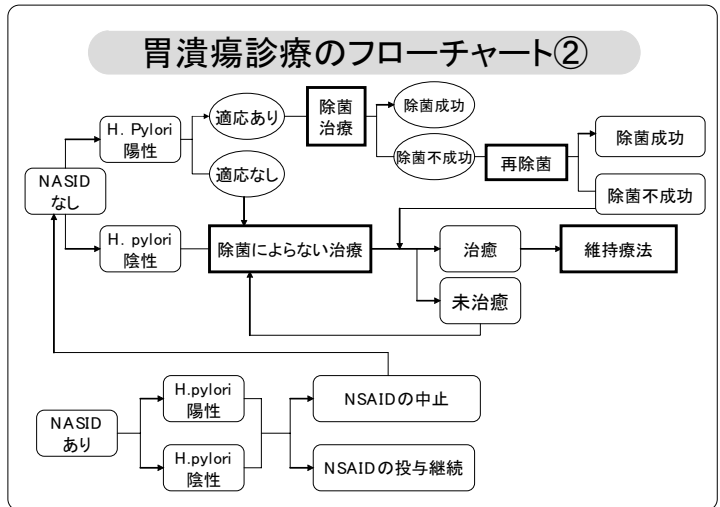 胃潰瘍診療のフローチャート②
H. Pylori
陽性
適応あり
除菌
治療
除菌成功
除菌不成功
再除菌
除菌成功
除菌不成功
適応なし
NASID
なし
H. pylori
陰性
除菌によらない治療
治癒
維持療法
未治癒
NASID
あり
H.pylori
陽性
H.pylori
陰性
NSAIDの中止
NSAIDの投与継続